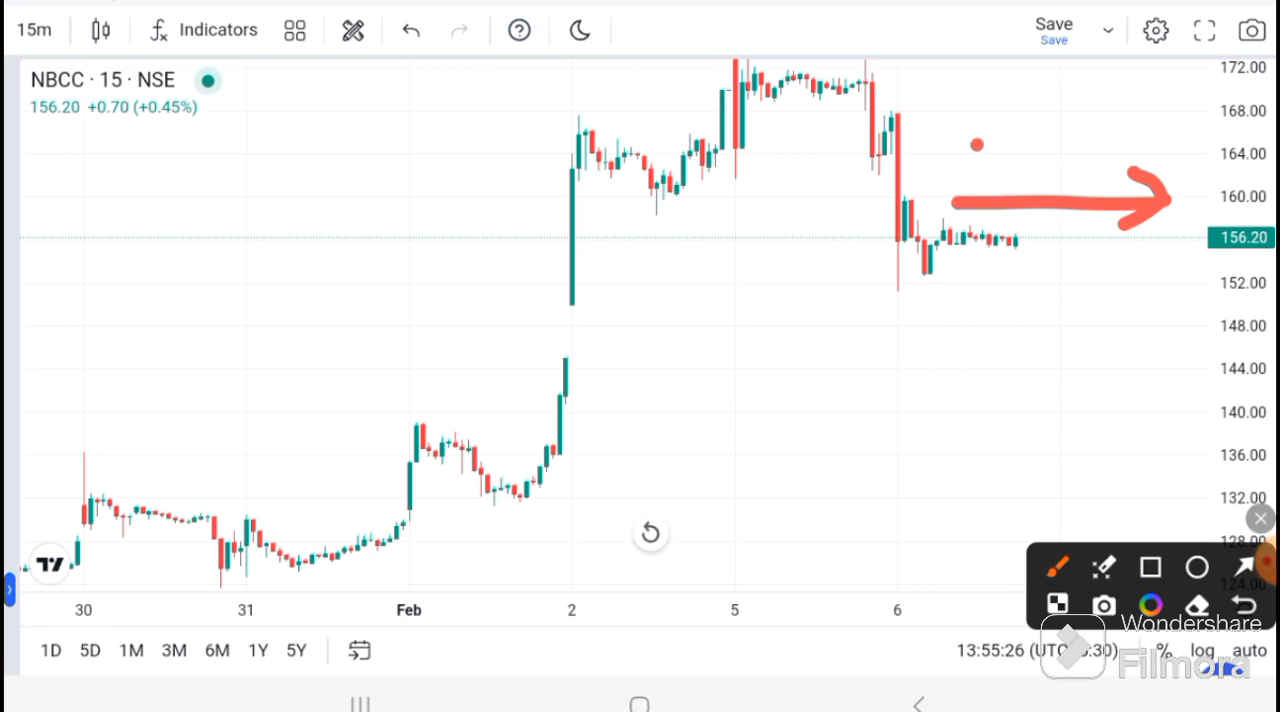 15m Indicators Save
Save
NBCC · 15 · NSE
156.20 +0.70 (+0.45%)
172.00
168.00
164.00
160.00
156.20
152.00
148.00
144.00
140.00
136.00
132.00
128.00
124.00
30 31 Feb 2 5 6
1D 5D 1M 3M 6M 1Y 5Y 13:55:26 (UTC % log auto
Wondershare
Filmora